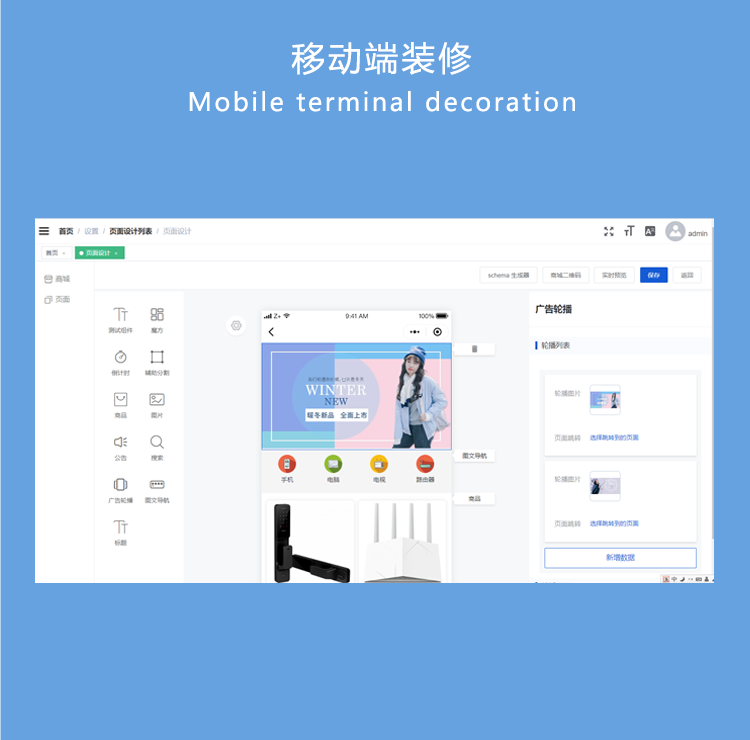 移动端装修
Mobile terminal decoration
首页 / 设置 / 页面设计列表 / 页面设计
admin
首页 ×
页面设计 ×
商城
页面
schema 生成器
商城二维码
实时预览
保存
返回
测试组件
魔方
倒计时
辅助分割
商品
图片
公告
搜索
广告轮播
图文导航
标题
9:41 AM
100%
WINTER
NEW
暖冬新品 全面上市
手机
电脑
电视
路由器
图文导航
商品
广告轮播
轮播列表
轮播图片
页面跳转
选择跳转到的页面
轮播图片
页面跳转
选择跳转到的页面
新增数据